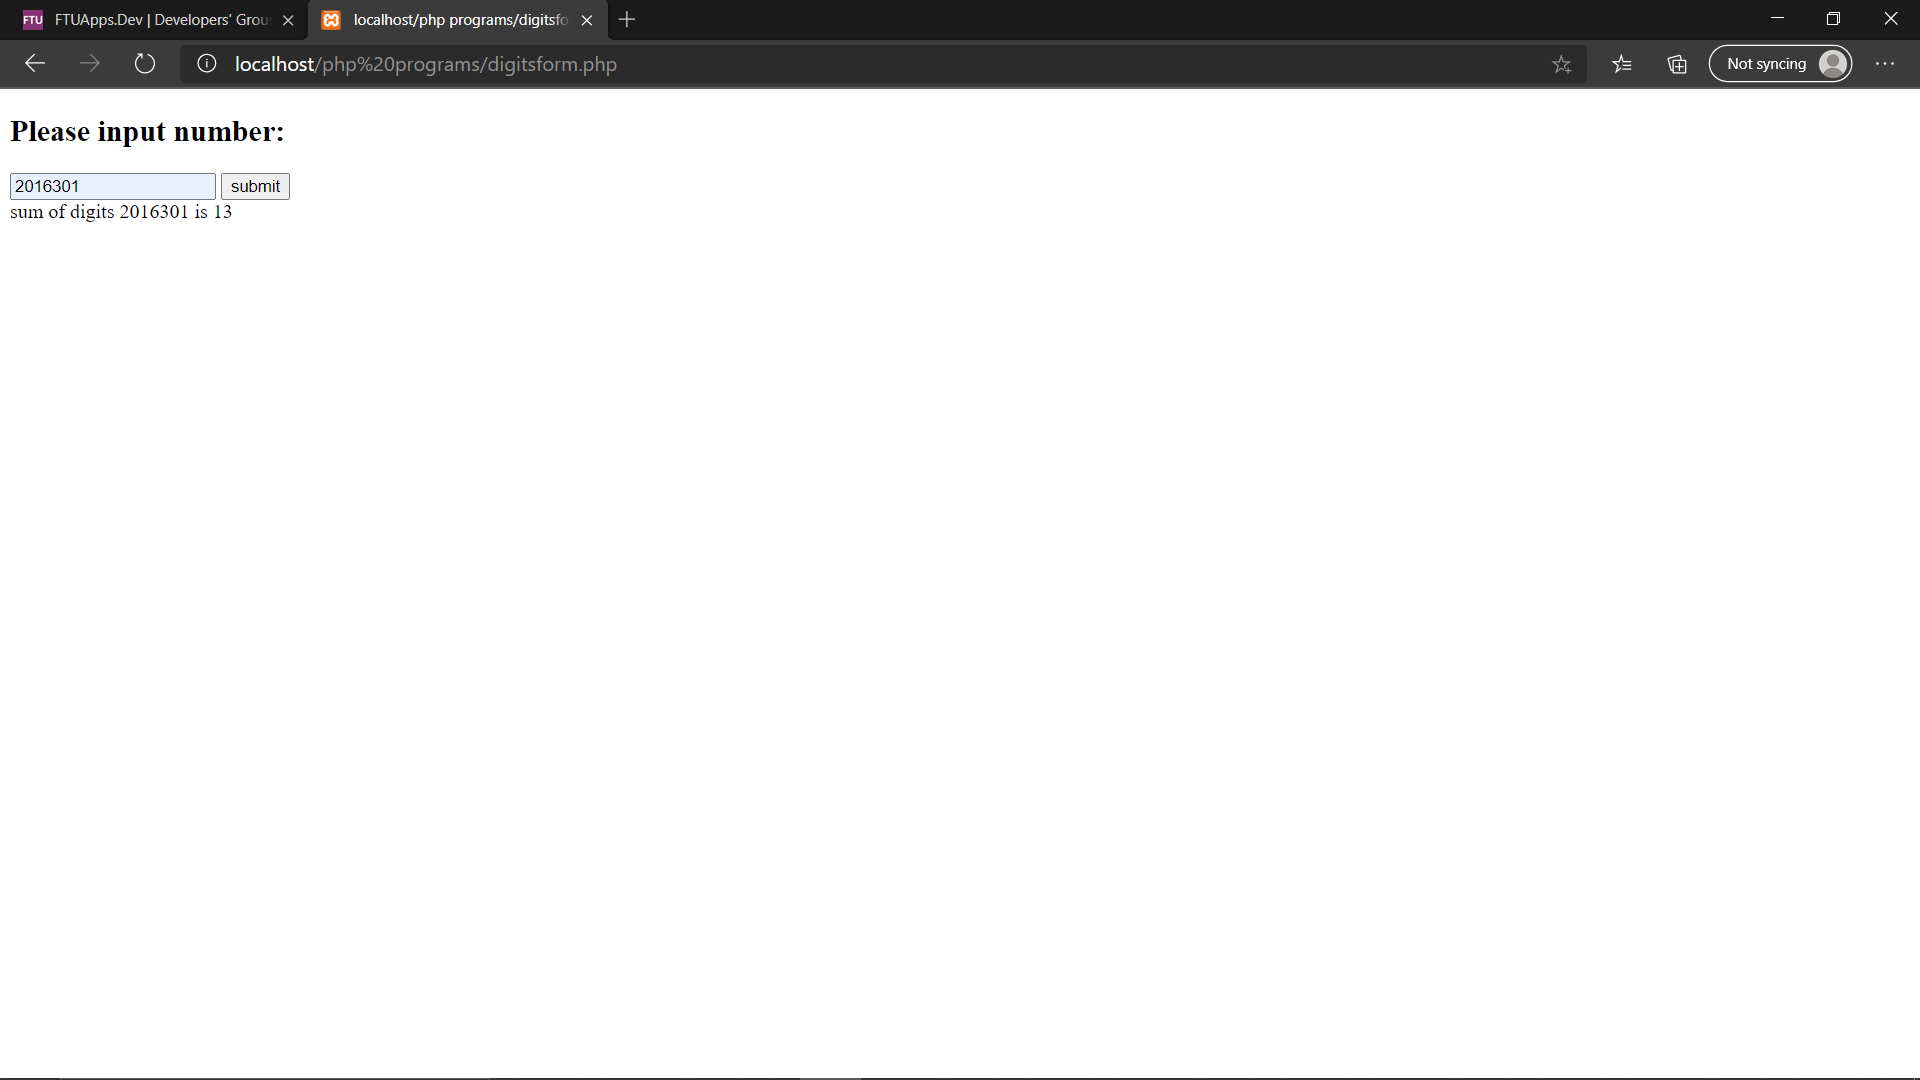 FTU FTUApps.Dev | Developers' Grou
localhost/php programs/digitsfo
localhost/php%20programs/digitsform.php
Not syncing
Please input number:
2016301 submit
sum of digits 2016301 is 13